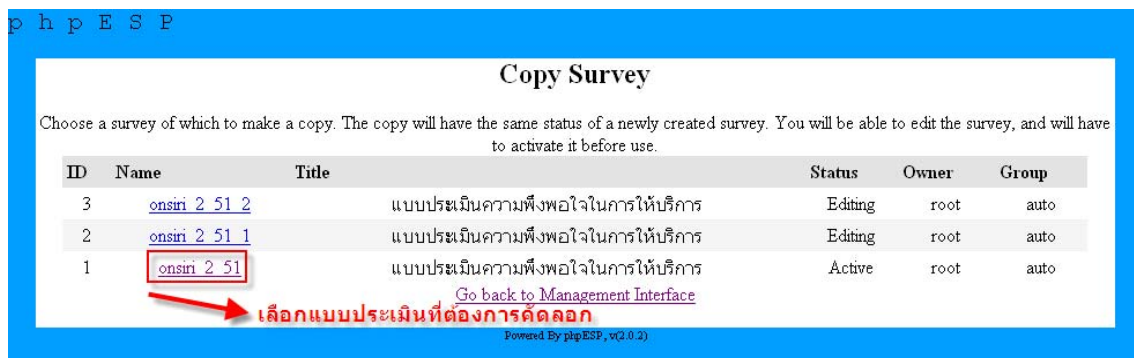 p h p E S P
Copy Survey
Choose a survey of which to make a copy. The copy will have the same status of a newly created survey. You will be able to edit the survey, and will have
to activate it before use.
ID Name Title Status Owner Group
3 onsiri_2_51_2 แบบประเมินความพึงพอใจในการให้บริการ Editing root auto
2 onsiri_2_51_1 แบบประเมินความพึงพอใจในการให้บริการ Editing root auto
1 onsiri_2_51 แบบประเมินความพึงพอใจในการให้บริการ Active root auto
Go back to Management Interface
เลือกแบบประเมินที่ต้องการคัดลอก
Powered By phpESP, v(2.0.2)